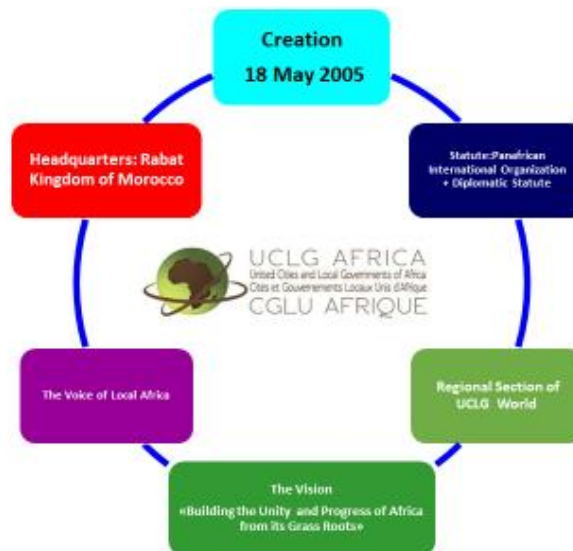 Creation
18 May 2005
Statute:Panafrican
International Organization
+ Diplomatic Statute
Regional Section of
UCLG World
The Vision
«Building the Unity and Progress of Africa
from its Grass Roots»
The Voice of Local Africa
Headquarters: Rabat
Kingdom of Morocco
UCLG AFRICA
United Cities and Local Governments of Africa
Cités et Gouvernements Locaux Unis d'Afrique
CGLU AFRIQUE